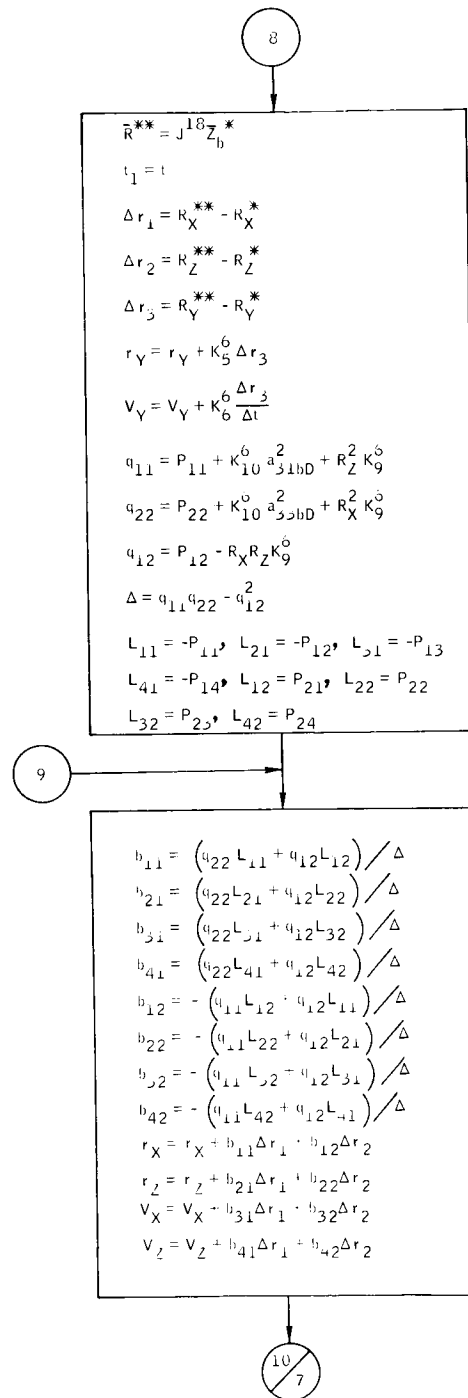 8
R̄** = J^18 Z̄_b*
t_1 = t
Δr_1 = R_X** - R_X*
Δr_2 = R_Z** - R_Z*
Δr_3 = R_Y** - R_Y*
r_Y = r_Y + K_5^6 Δr_3
V_Y = V_Y + K_6^6 Δr_3/Δt
q_11 = P_11 + K_10^6 a_31bD^2 + R_Z^2 K_9^6
q_22 = P_22 + K_10^6 a_33bD^2 + R_X^2 K_9^6
q_12 = P_12 - R_X R_Z K_9^6
Δ = q_11 q_22 - q_12^2
L_11 = -P_11, L_21 = -P_12, L_31 = -P_13
L_41 = -P_14, L_12 = P_21, L_22 = P_22
L_32 = P_23, L_42 = P_24
9
b_11 = (q_22 L_11 + q_12 L_12) / Δ
b_21 = (q_22 L_21 + q_12 L_22) / Δ
b_31 = (q_22 L_31 + q_12 L_32) / Δ
b_41 = (q_22 L_41 + q_12 L_42) / Δ
b_12 = - (q_11 L_12 + q_12 L_11) / Δ
b_22 = - (q_11 L_22 + q_12 L_21) / Δ
b_32 = - (q_11 L_32 + q_12 L_31) / Δ
b_42 = - (q_11 L_42 + q_12 L_41) / Δ
r_X = r_X + b_11 Δr_1 + b_12 Δr_2
r_Z = r_Z + b_21 Δr_1 + b_22 Δr_2
V_X = V_X + b_31 Δr_1 + b_32 Δr_2
V_Z = V_Z + b_41 Δr_1 + b_42 Δr_2
10/7